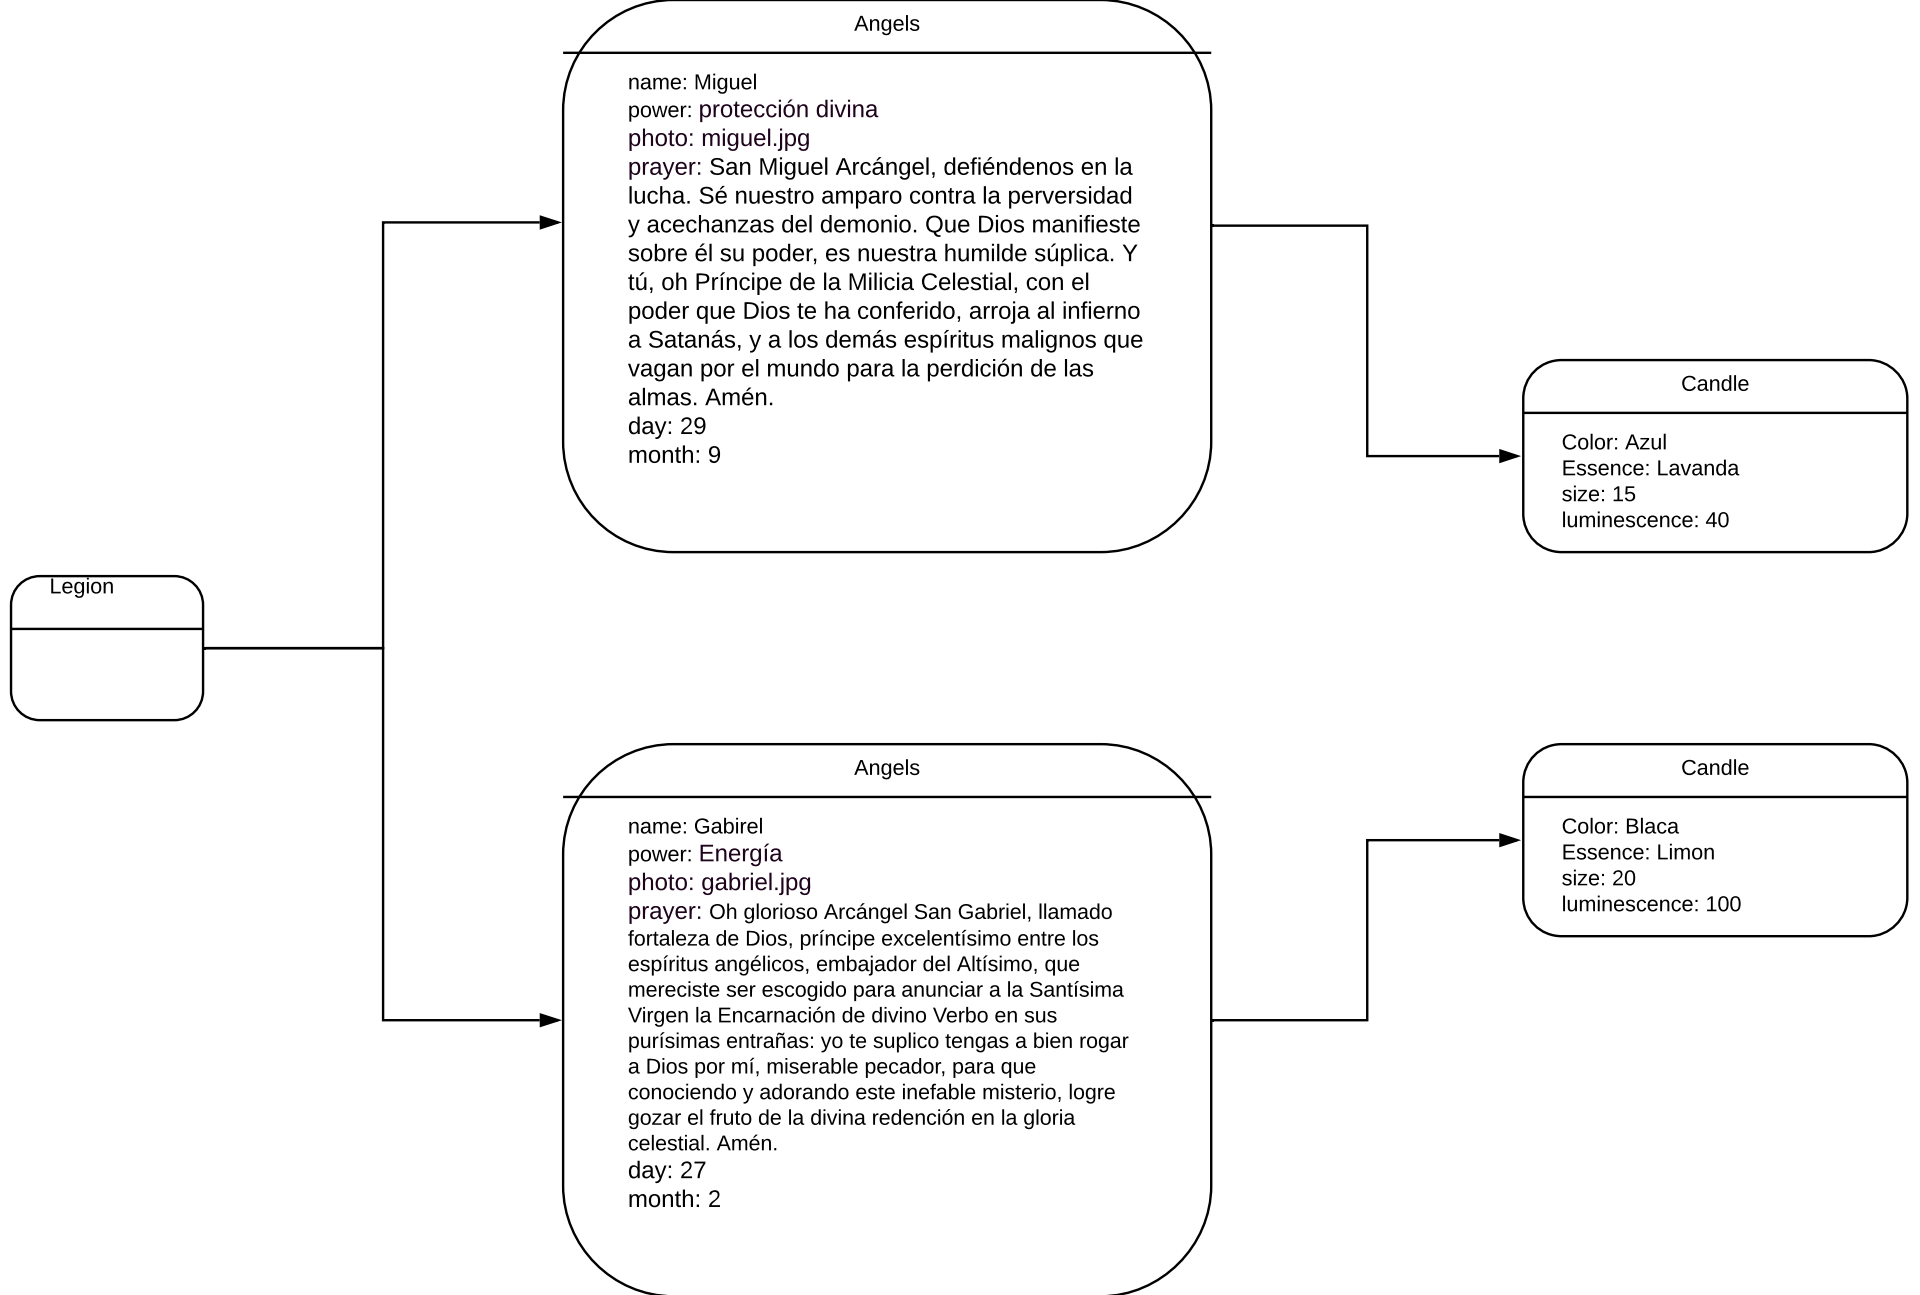 Angels
name: Miguel
power: protección divina
photo: miguel.jpg
prayer: San Miguel Arcángel, defiéndenos en la
lucha. Sé nuestro amparo contra la perversidad
y acechanzas del demonio. Que Dios manifieste
sobre él su poder, es nuestra humilde súplica. Y
tú, oh Príncipe de la Milicia Celestial, con el
poder que Dios te ha conferido, arroja al infierno
a Satanás, y a los demás espíritus malignos que
vagan por el mundo para la perdición de las
almas. Amén.
day: 29
month: 9
Candle
Color: Azul
Essence: Lavanda
size: 15
luminescence: 40
Legion
Angels
name: Gabirel
power: Energía
photo: gabriel.jpg
prayer: Oh glorioso Arcángel San Gabriel, llamado
fortaleza de Dios, príncipe excelentísimo entre los
espíritus angélicos, embajador del Altísimo, que
mereciste ser escogido para anunciar a la Santísima
Virgen la Encarnación de divino Verbo en sus
purísimas entrañas: yo te suplico tengas a bien rogar
a Dios por mí, miserable pecador, para que
conociendo y adorando este inefable misterio, logre
gozar el fruto de la divina redención en la gloria
celestial. Amén.
day: 27
month: 2
Candle
Color: Blaca
Essence: Limon
size: 20
luminescence: 100